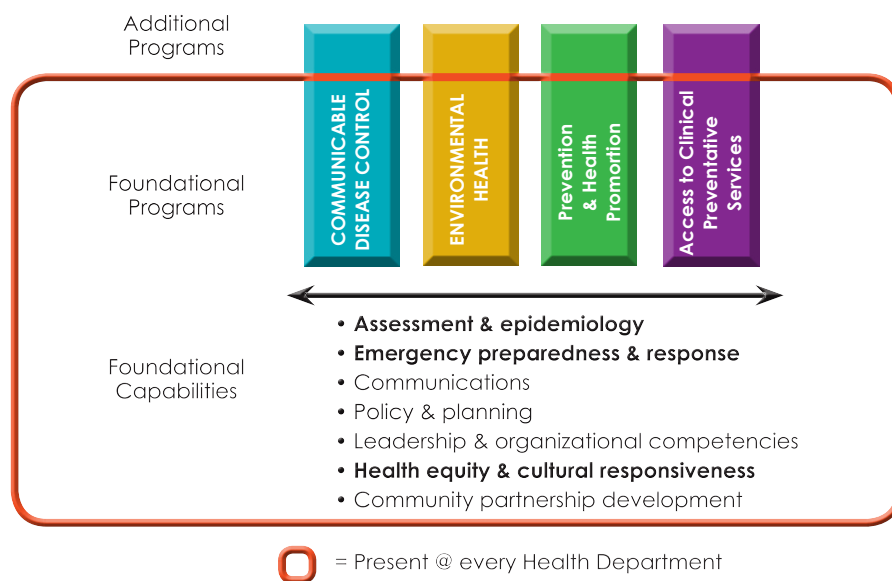 Additional
Programs
COMMUNICABLE
DISEASE CONTROL
ENVIRONMENTAL
HEALTH
Prevention
& Health
Promortion
Access to Clinical
Preventative
Services
Foundational
Programs
Foundational
Capabilities
• Assessment & epidemiology
• Emergency preparedness & response
• Communications
• Policy & planning
• Leadership & organizational competencies
• Health equity & cultural responsiveness
• Community partnership development
= Present @ every Health Department